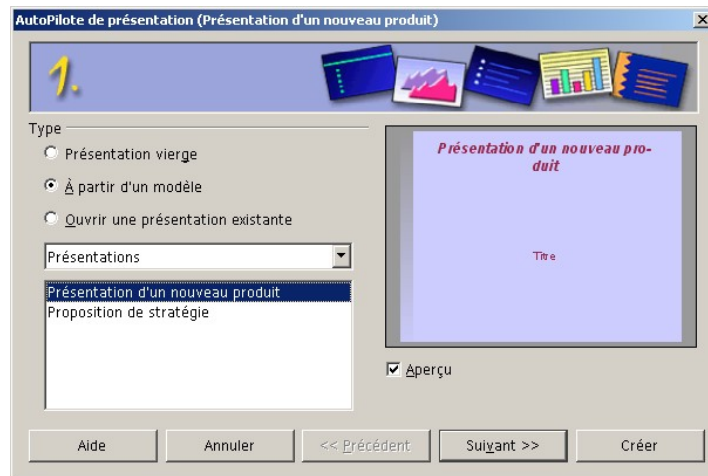 AutoPilote de présentation (Présentation d'un nouveau produit)
1.
Type
Présentation vierge
À partir d'un modèle
Ouvrir une présentation existante
Présentations
Présentation d'un nouveau produit
Proposition de stratégie
Présentation d'un nouveau pro-
duit
Titre
Aperçu
Aide
Annuler
<< Précédent
Suivant >>
Créer